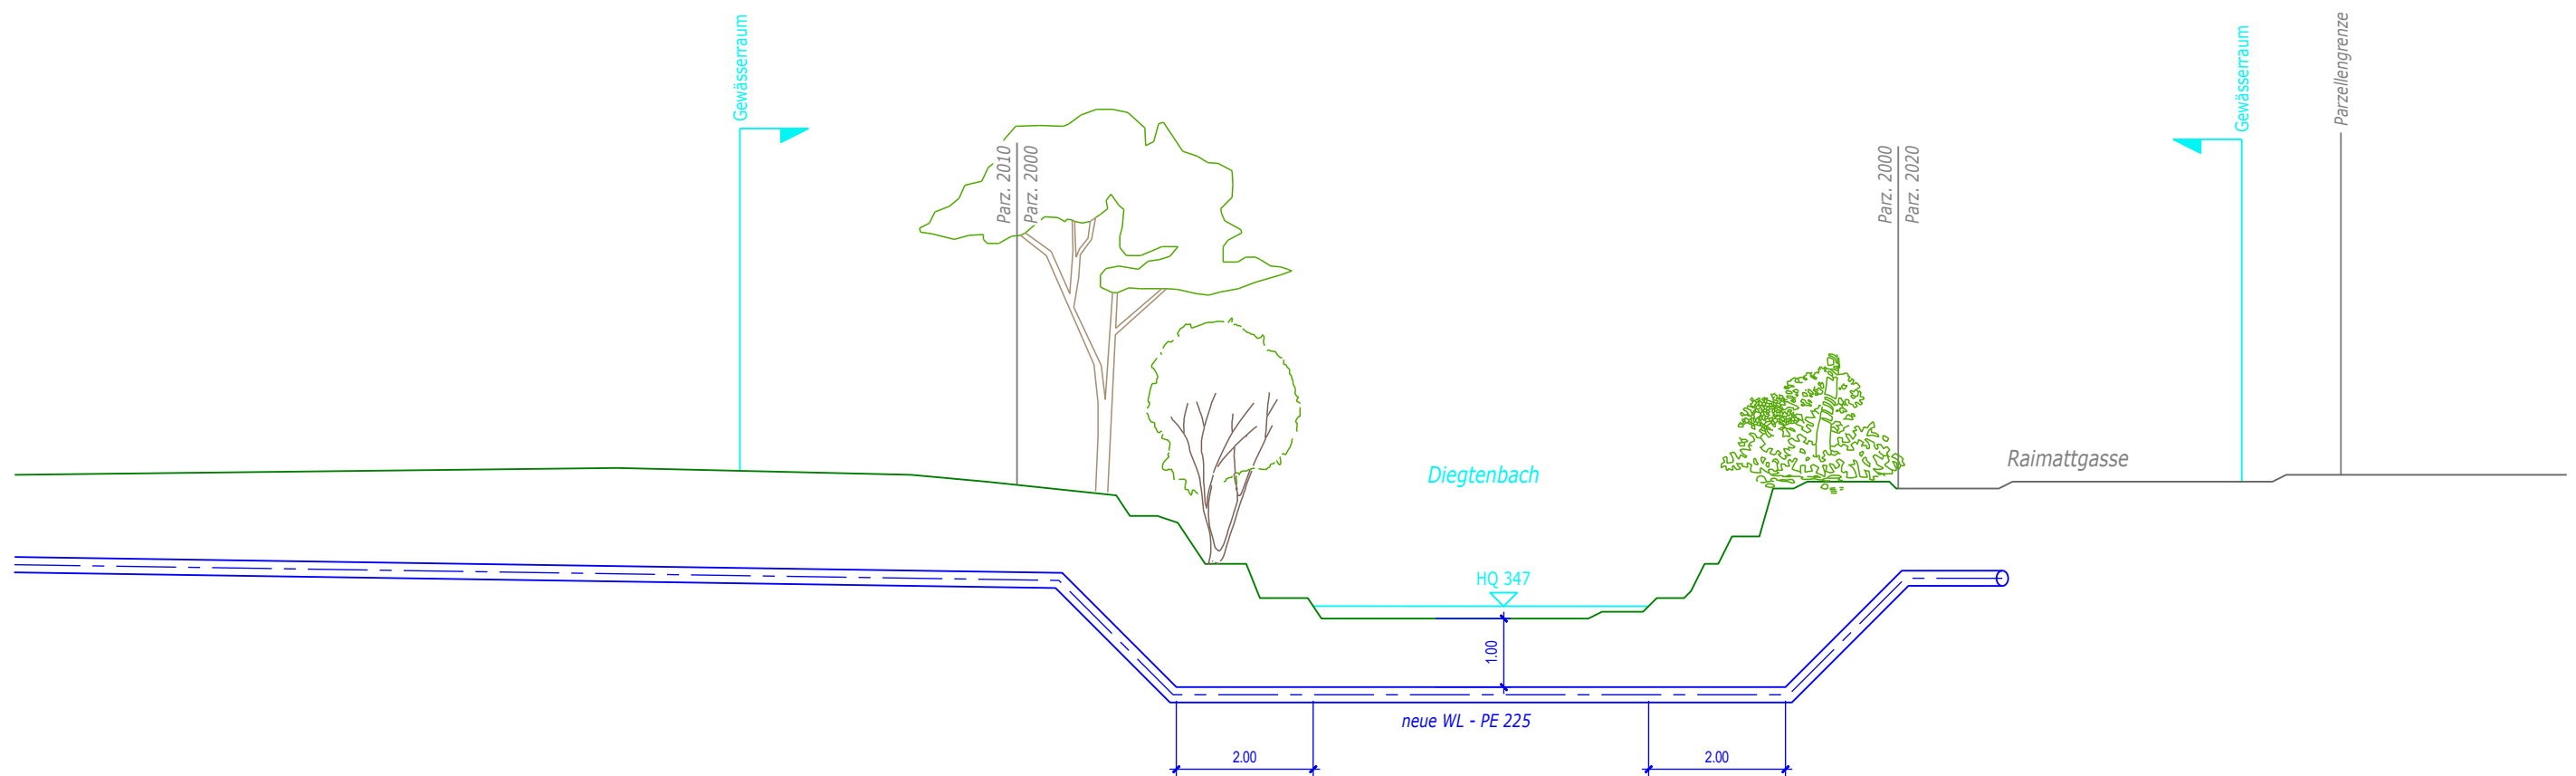 Gewässerraum
Parz. 2010
Parz. 2000
Parz. 2000
Parz. 2020
Gewässerraum
Parzellengrenze
Diegtenbach
Raimattgasse
HQ 347
1.00
neue WL - PE 225
2.00
2.00